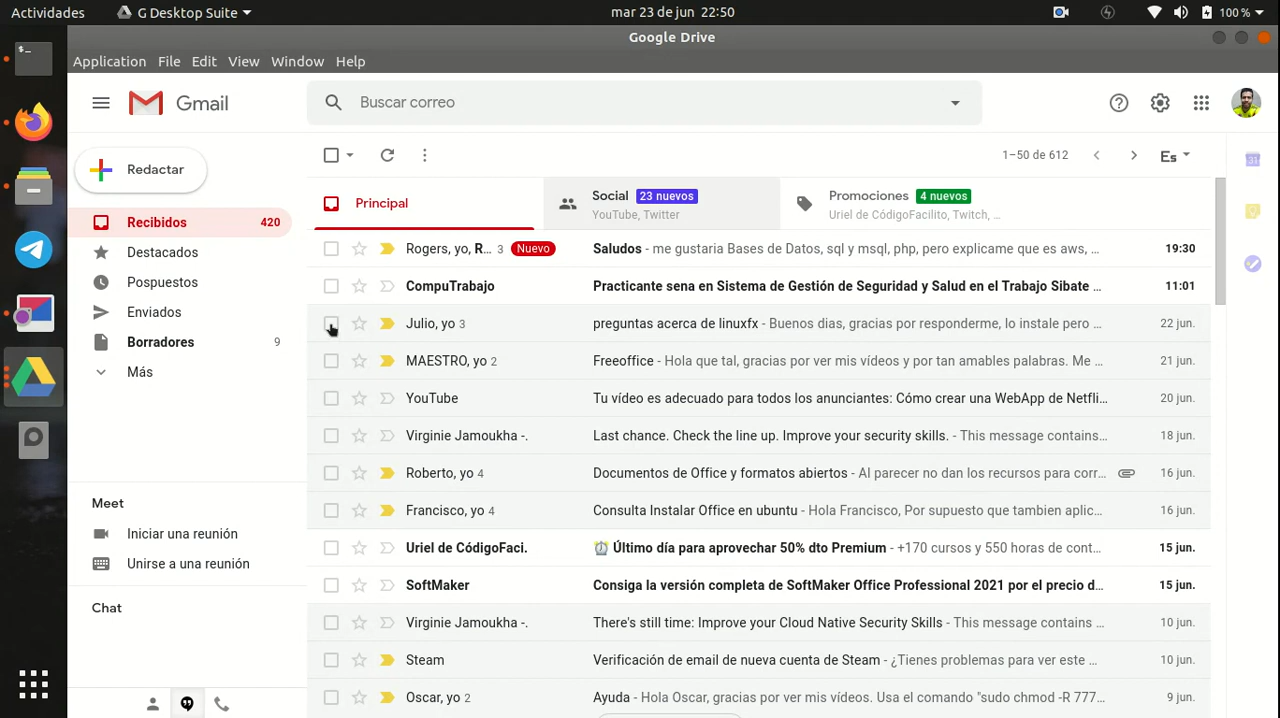 Actividades G Desktop Suite mar 23 de jun 22:50 100 %
Google Drive
Application File Edit View Window Help
Gmail Buscar correo
Redactar 1–50 de 612 Es
Recibidos 420
Destacados
Pospuestos
Enviados
Borradores 9
Más
Meet
Iniciar una reunión
Unirse a una reunión
Chat
Principal
Social 23 nuevos
YouTube, Twitter
Promociones 4 nuevos
Uriel de CódigoFacilito, Twitch, ...
Rogers, yo, R... 3 Nuevo Saludos - me gustaria Bases de Datos, sql y msql, php, pero explicame que es aws, ... 19:30
CompuTrabajo Practicante sena en Sistema de Gestión de Seguridad y Salud en el Trabajo Sibate ... 11:01
Julio, yo 3 preguntas acerca de linuxfx - Buenos dias, gracias por responderme, lo instale pero ... 22 jun.
MAESTRO, yo 2 Freeoffice - Hola que tal, gracias por ver mis vídeos y por tan amables palabras. Me ... 21 jun.
YouTube Tu vídeo es adecuado para todos los anunciantes: Cómo crear una WebApp de Netfli... 20 jun.
Virginie Jamoukha -. Last chance. Check the line up. Improve your security skills. - This message contains... 18 jun.
Roberto, yo 4 Documentos de Office y formatos abiertos - Al parecer no dan los recursos para corr... 16 jun.
Francisco, yo 4 Consulta Instalar Office en ubuntu - Hola Francisco, Por supuesto que tambien aplic... 16 jun.
Uriel de CódigoFaci. ⏰ Último día para aprovechar 50% dto Premium - +170 cursos y 550 horas de cont... 15 jun.
SoftMaker Consiga la versión completa de SoftMaker Office Professional 2021 por el precio d... 15 jun.
Virginie Jamoukha -. There's still time: Improve your Cloud Native Security Skills - This message contains ... 10 jun.
Steam Verificación de email de nueva cuenta de Steam - ¿Tienes problemas para ver este ... 10 jun.
Oscar, yo 2 Ayuda - Hola Oscar, gracias por ver mis vídeos. Usa el comando "sudo chmod -R 777... 9 jun.